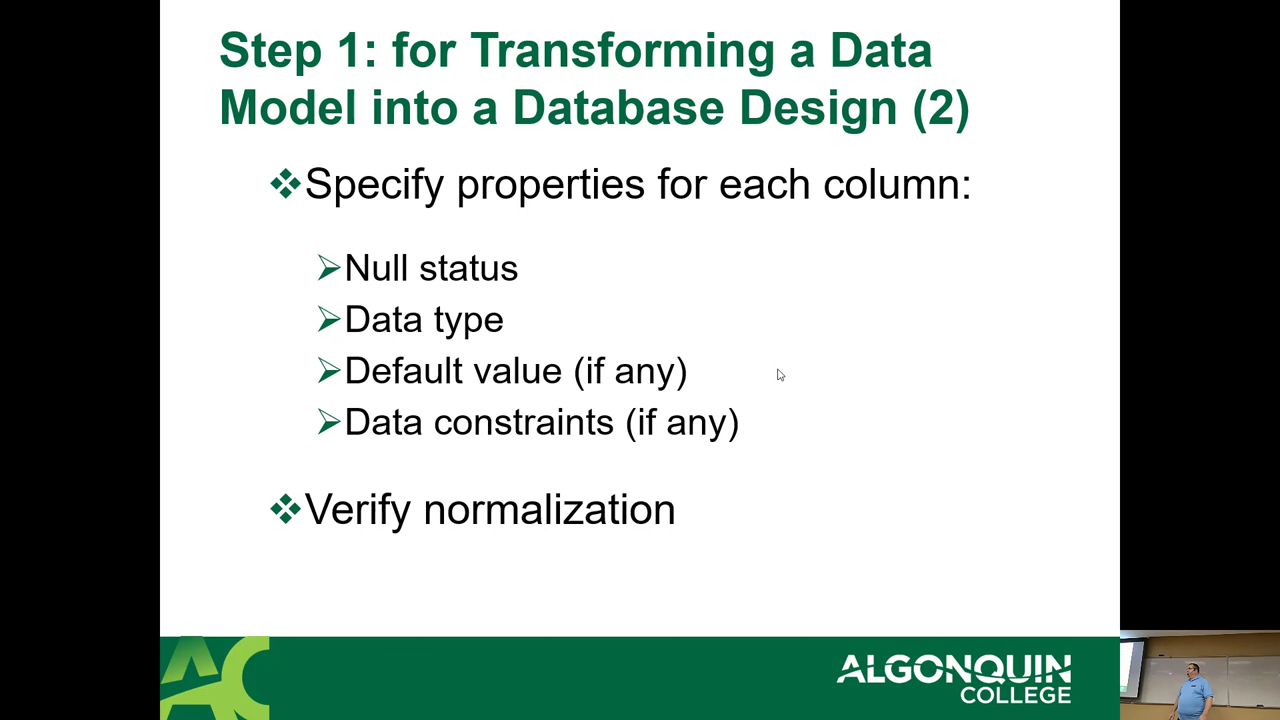 Step 1: for Transforming a Data
Model into a Database Design (2)
Specify properties for each column:
Null status
Data type
Default value (if any)
Data constraints (if any)
Verify normalization
AC
ALGONQUIN
COLLEGE